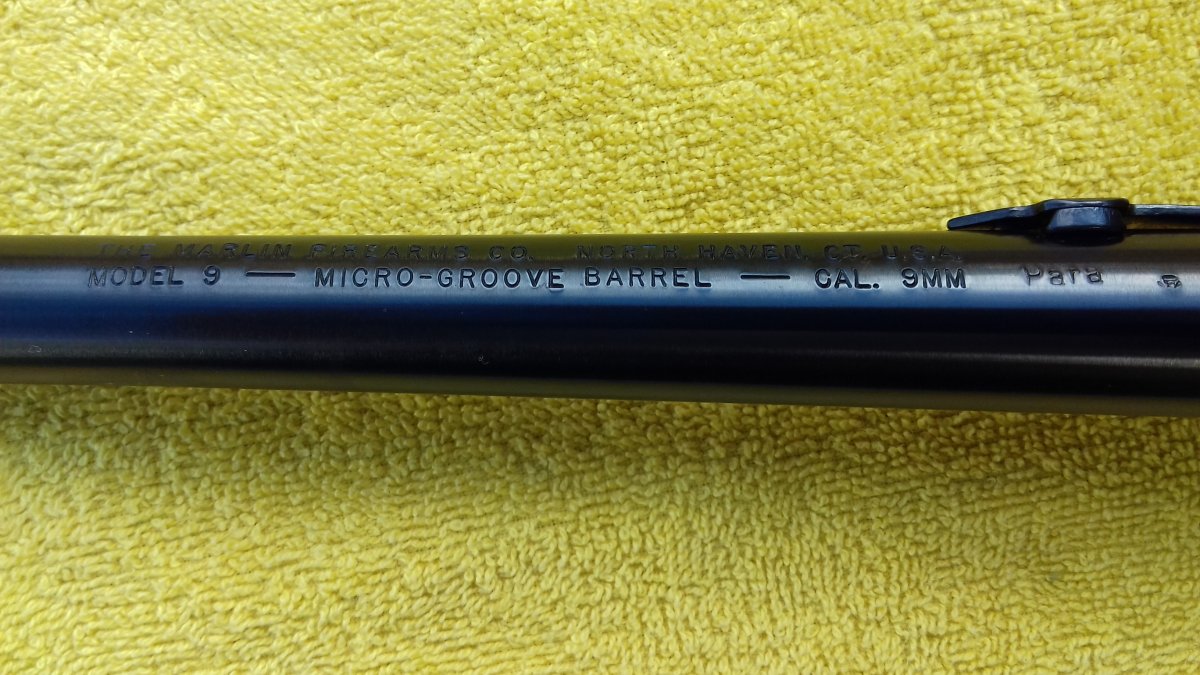 THE MARLIN FIREARMS CO. NORTH HAVEN, CT. U.S.A.
MODEL 9 — MICRO-GROOVE BARREL — CAL. 9MM Para